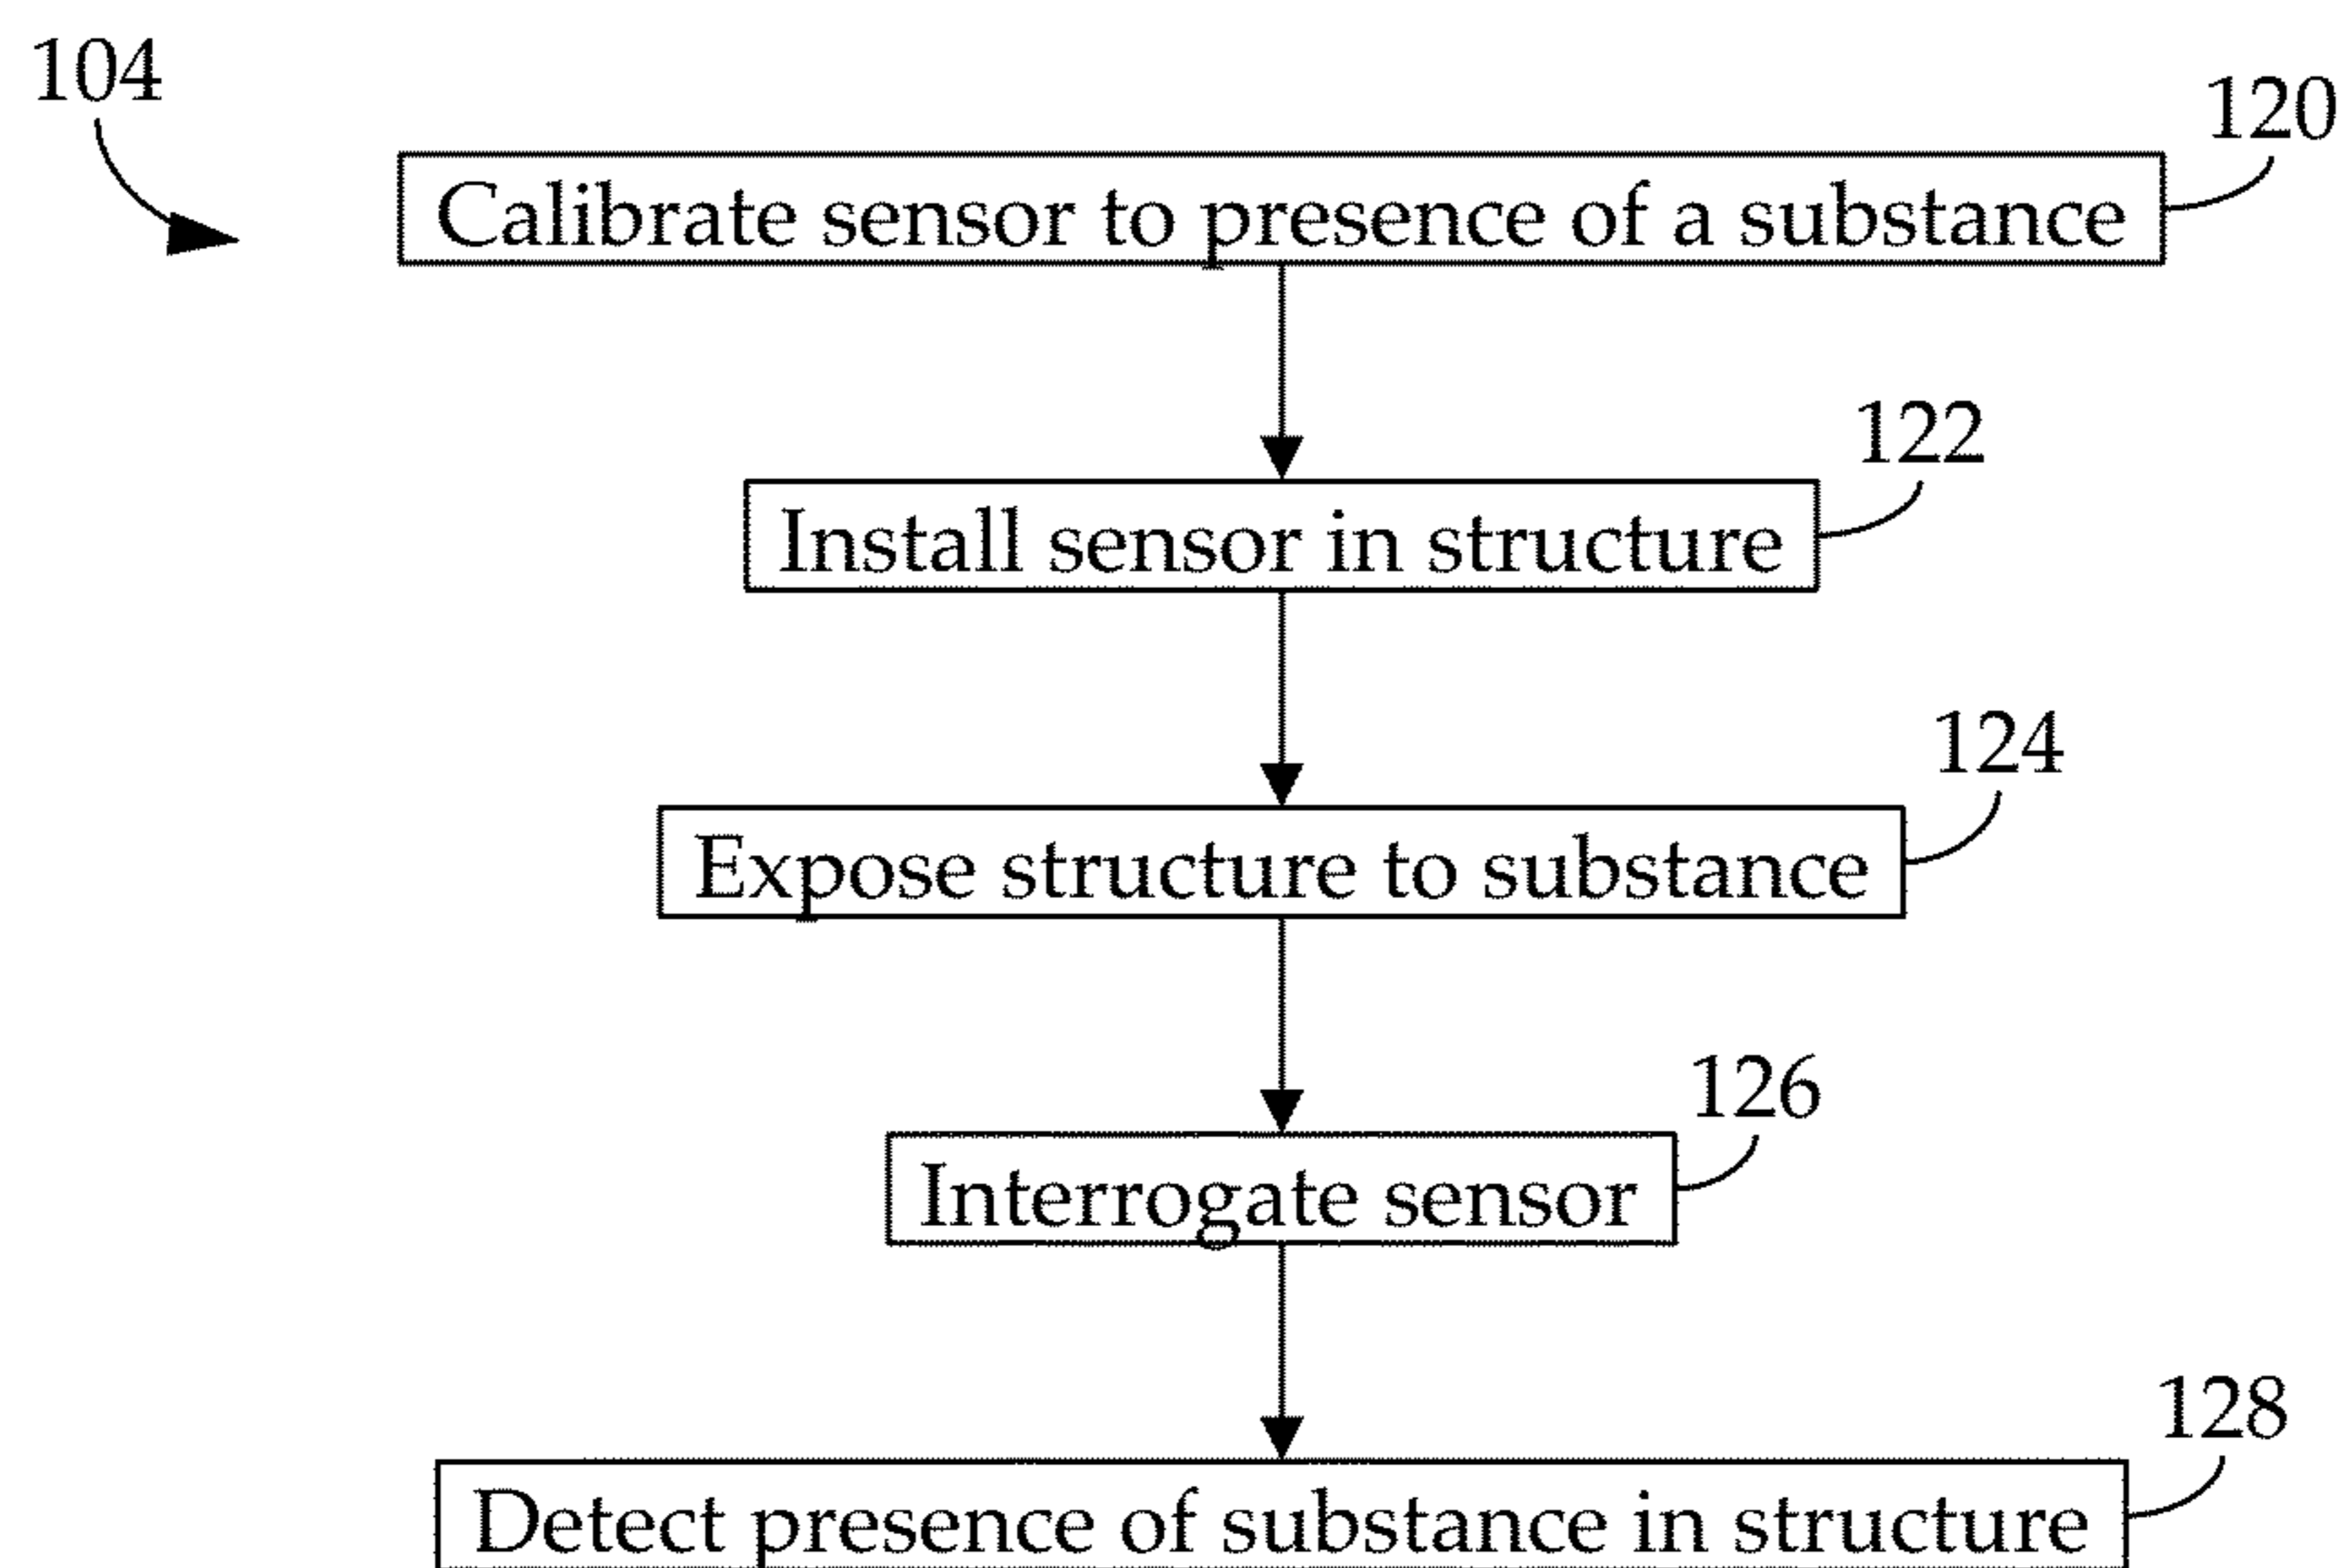 104
120
Calibrate sensor to presence of a substance
122
Install sensor in structure
124
Expose structure to substance
126
Interrogate sensor
128
Detect presence of substance in structure